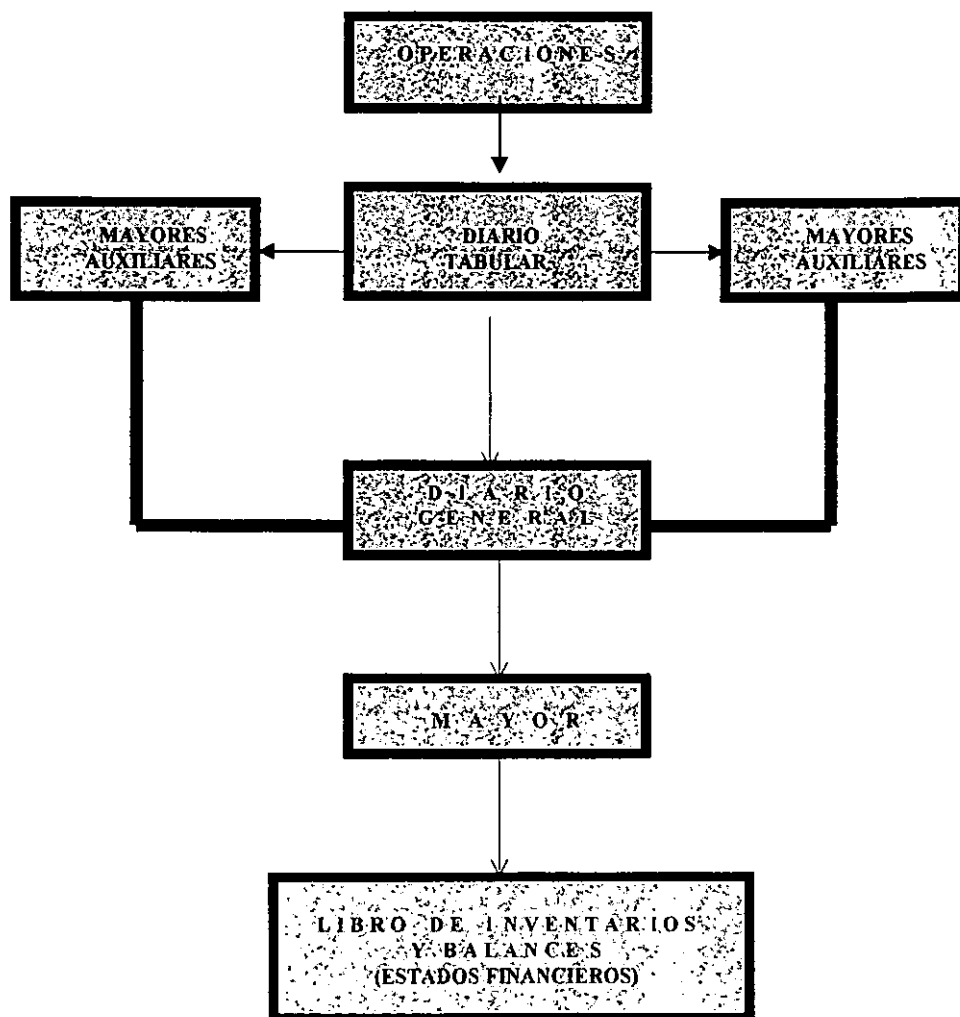 OPERACIONES
MAYORES
AUXILIARES
DIARIO
TABULAR
MAYORES
AUXILIARES
DIARIO
GENERAL
MAYOR
LIBRO DE INVENTARIOS
Y BALANCES
(ESTADOS FINANCIEROS)